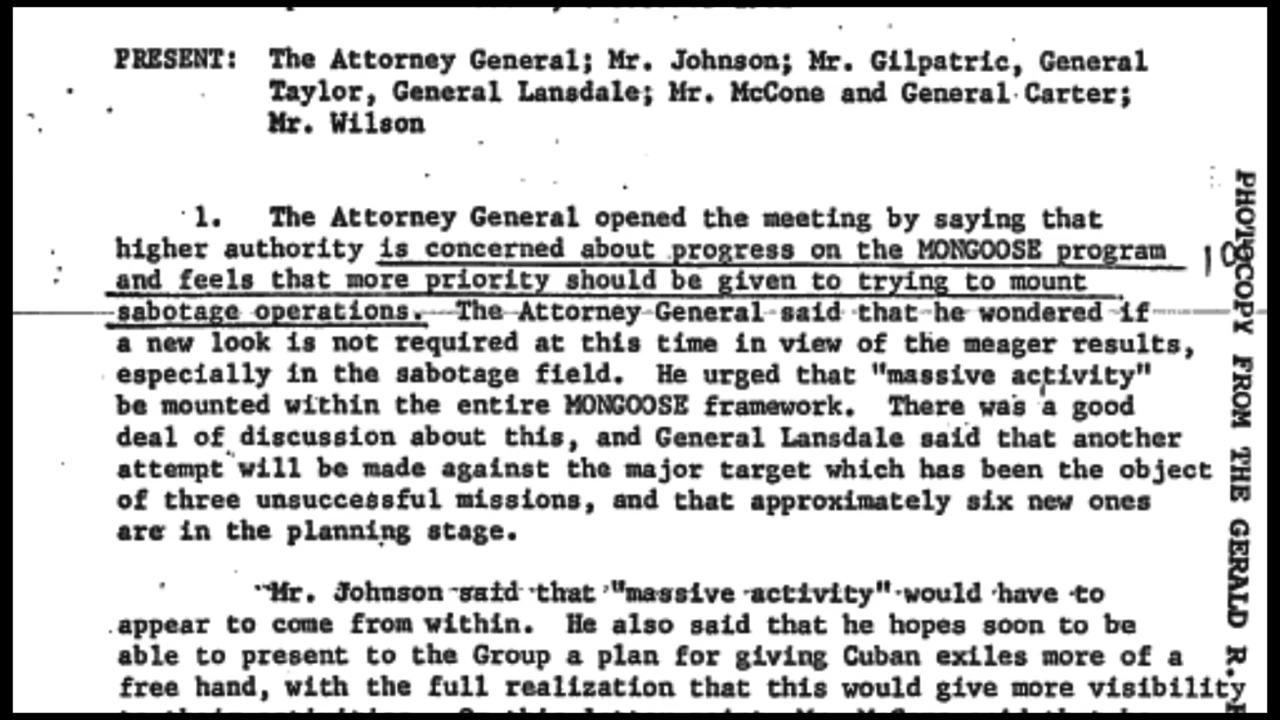 PRESENT: The Attorney General; Mr. Johnson; Mr. Gilpatric, General
Taylor, General Lansdale; Mr. McCone and General Carter;
Mr. Wilson
1. The Attorney General opened the meeting by saying that
higher authority is concerned about progress on the MONGOOSE program
and feels that more priority should be given to trying to mount
sabotage operations. The Attorney General said that he wondered if
a new look is not required at this time in view of the meager results,
especially in the sabotage field. He urged that "massive activity"
be mounted within the entire MONGOOSE framework. There was a good
deal of discussion about this, and General Lansdale said that another
attempt will be made against the major target which has been the object
of three unsuccessful missions, and that approximately six new ones
are in the planning stage.
Mr. Johnson said that "massive activity" would have to
appear to come from within. He also said that he hopes soon to be
able to present to the Group a plan for giving Cuban exiles more of a
free hand, with the full realization that this would give more visibility
PHOTOCOPY FROM THE GERALD R.